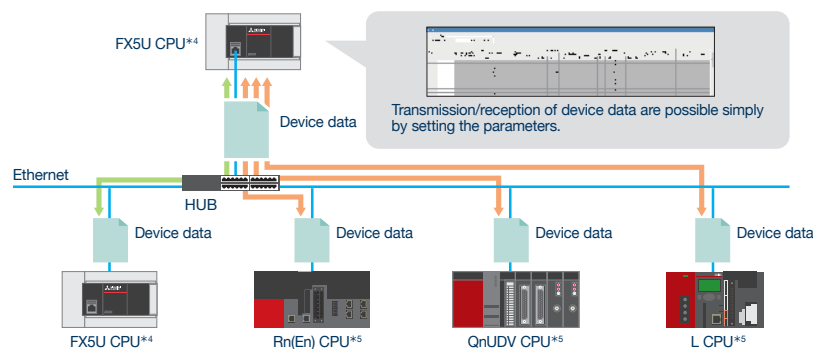 FX5U CPU*4
Transmission/reception of device data are possible simply
by setting the parameters.
Device data
Ethernet
HUB
Device data
Device data
Device data
Device data
FX5U CPU*4
Rn(En) CPU*5
QnUDV CPU*5
L CPU*5